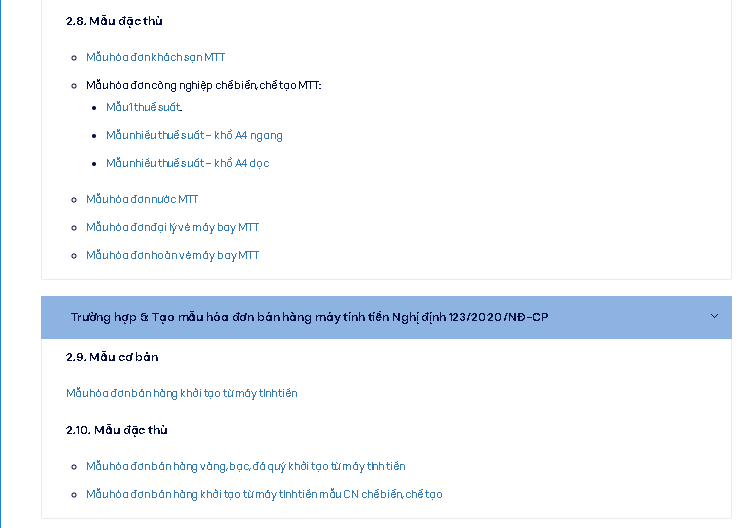 2.8. Mẫu đặc thù
Mẫu hóa đơn khách sạn MTT
Mẫu hóa đơn công nghiệp chế biến, chế tạo MTT:
Mẫu 1 thuế suất.
Mẫu nhiều thuế suất – khổ A4 ngang
Mẫu nhiều thuế suất – khổ A4 dọc
Mẫu hóa đơn nước MTT
Mẫu hóa đơn đại lý vé máy bay MTT
Mẫu hóa đơn hoàn vé máy bay MTT
Trường hợp 5: Tạo mẫu hóa đơn bán hàng máy tính tiền Nghị định 123/2020/NĐ-CP
2.9. Mẫu cơ bản
Mẫu hóa đơn bán hàng khởi tạo từ máy tính tiền
2.10. Mẫu đặc thù
Mẫu hóa đơn bán hàng vàng, bạc, đá quý khởi tạo từ máy tính tiền
Mẫu hóa đơn bán hàng khởi tạo từ máy tính tiền mẫu CN chế biến, chế tạo